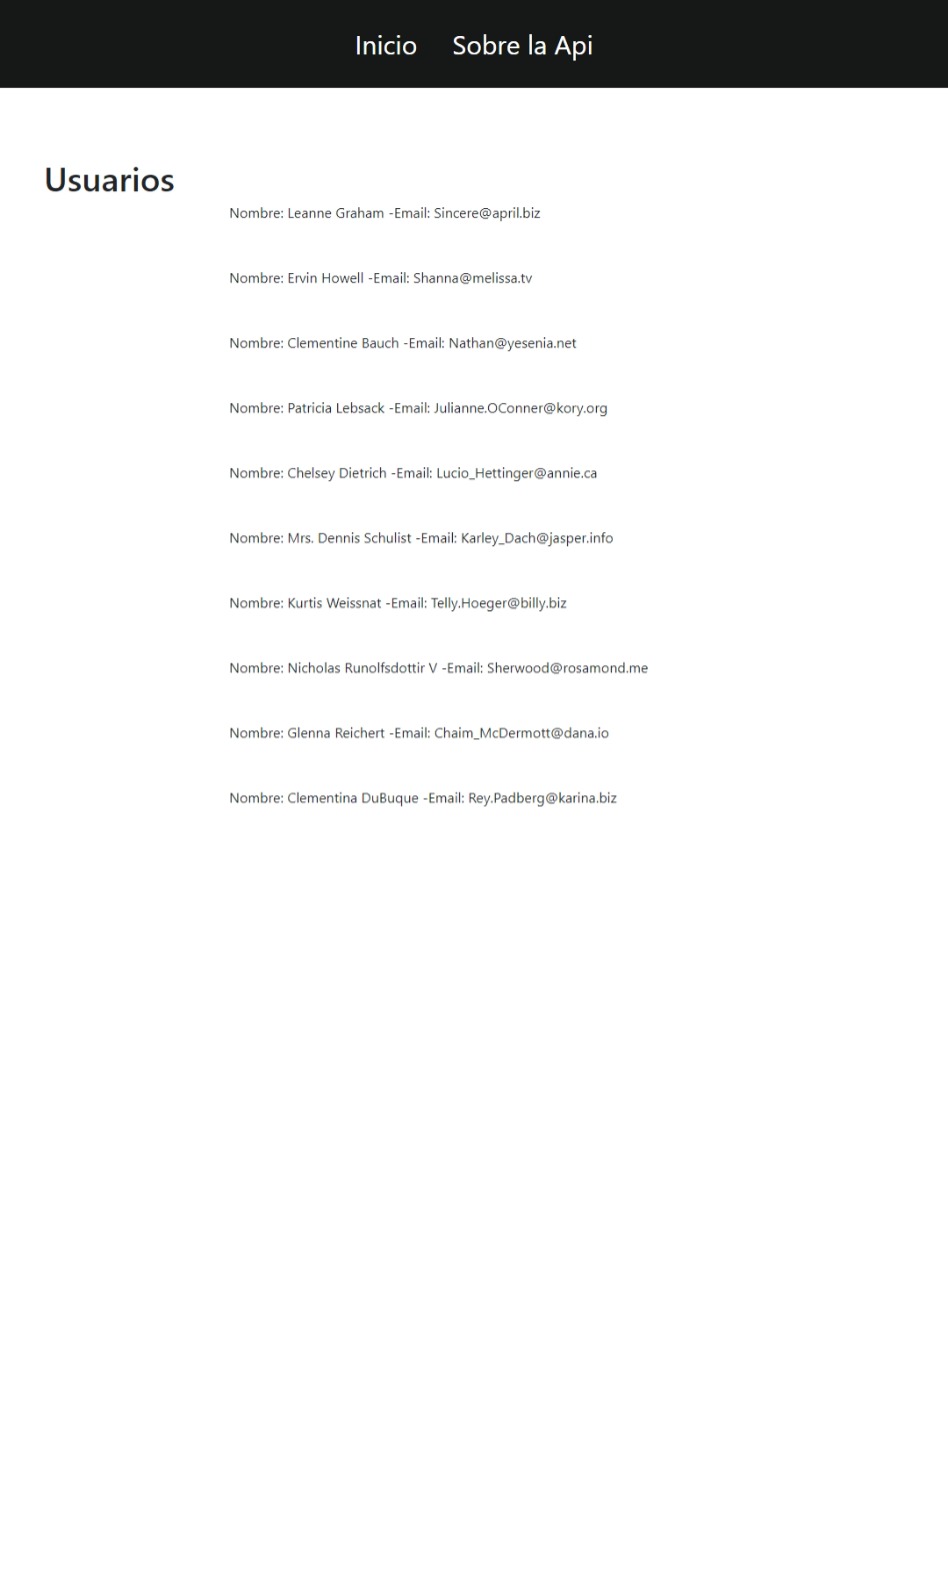 Inicio Sobre la Api
Usuarios
Nombre: Leanne Graham -Email: Sincere@april.biz
Nombre: Ervin Howell -Email: Shanna@melissa.tv
Nombre: Clementine Bauch -Email: Nathan@yesenia.net
Nombre: Patricia Lebsack -Email: Julianne.OConner@kory.org
Nombre: Chelsey Dietrich -Email: Lucio_Hettinger@annie.ca
Nombre: Mrs. Dennis Schulist -Email: Karley_Dach@jasper.info
Nombre: Kurtis Weissnat -Email: Telly.Hoeger@billy.biz
Nombre: Nicholas Runolfsdottir V -Email: Sherwood@rosamond.me
Nombre: Glenna Reichert -Email: Chaim_McDermott@dana.io
Nombre: Clementina DuBuque -Email: Rey.Padberg@karina.biz